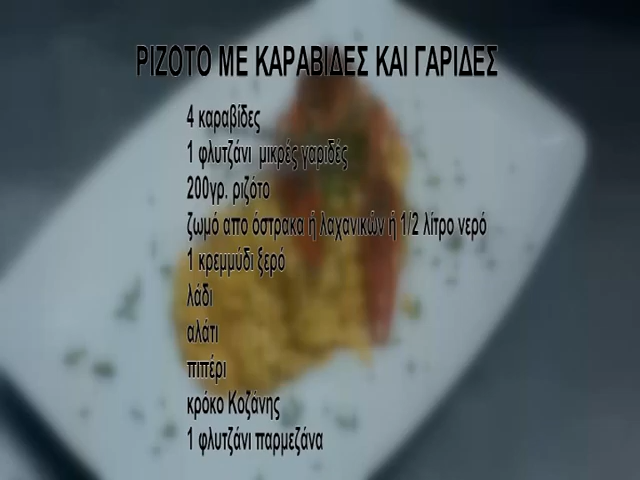 ΡΙΖΟΤΟ ΜΕ ΚΑΡΑΒΙΔΕΣ ΚΑΙ ΓΑΡΙΔΕΣ
4 καραβίδες
1 φλυτζάνι μικρές γαριδές
200γρ. ριζότο
ζωμό απο όστρακα ή λαχανικών ή 1/2 λίτρο νερό
1 κρεμμύδι ξερό
λάδι
αλάτι
πιπέρι
κρόκο Κοζάνης
1 φλυτζάνι παρμεζάνα